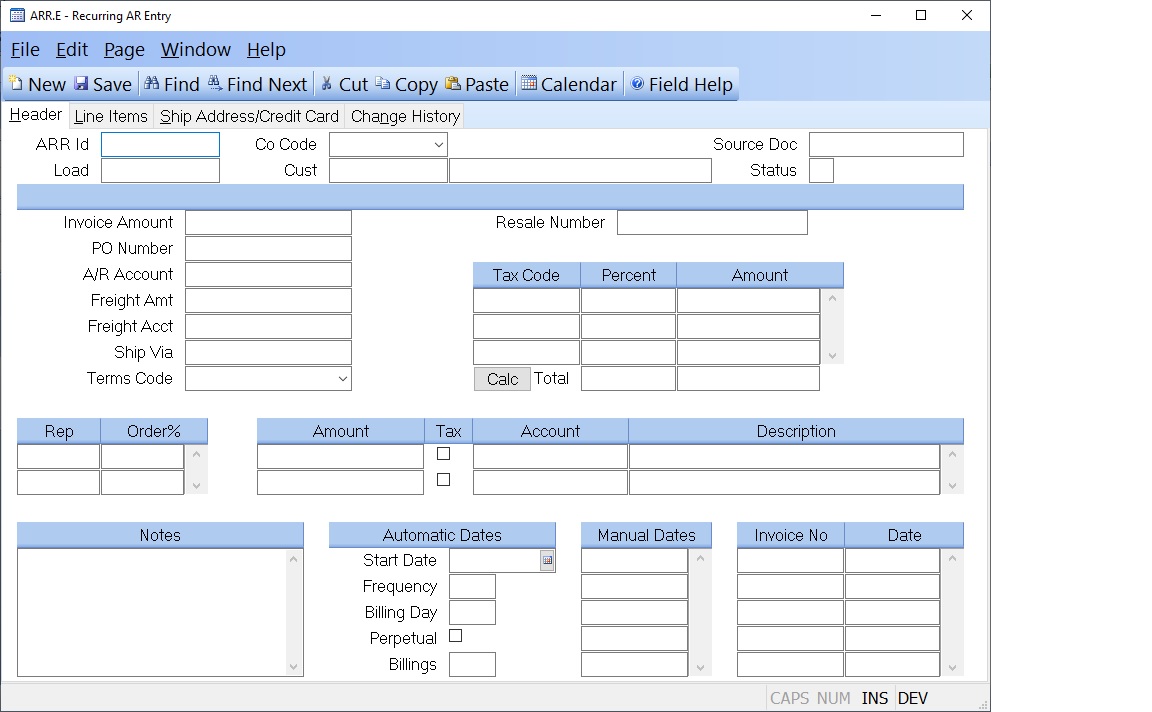 ARR.E - Recurring AR Entry
File Edit Page Window Help
New Save Find Find Next Cut Copy Paste Calendar Field Help
Header Line Items Ship Address/Credit Card Change History
ARR Id Co Code Source Doc
Load Cust Status
Invoice Amount Resale Number
PO Number
A/R Account Tax Code Percent Amount
Freight Amt
Freight Acct
Ship Via
Terms Code Calc Total
Rep Order% Amount Tax Account Description
Notes Automatic Dates Manual Dates Invoice No Date
Start Date
Frequency
Billing Day
Perpetual
Billings
CAPS NUM INS DEV